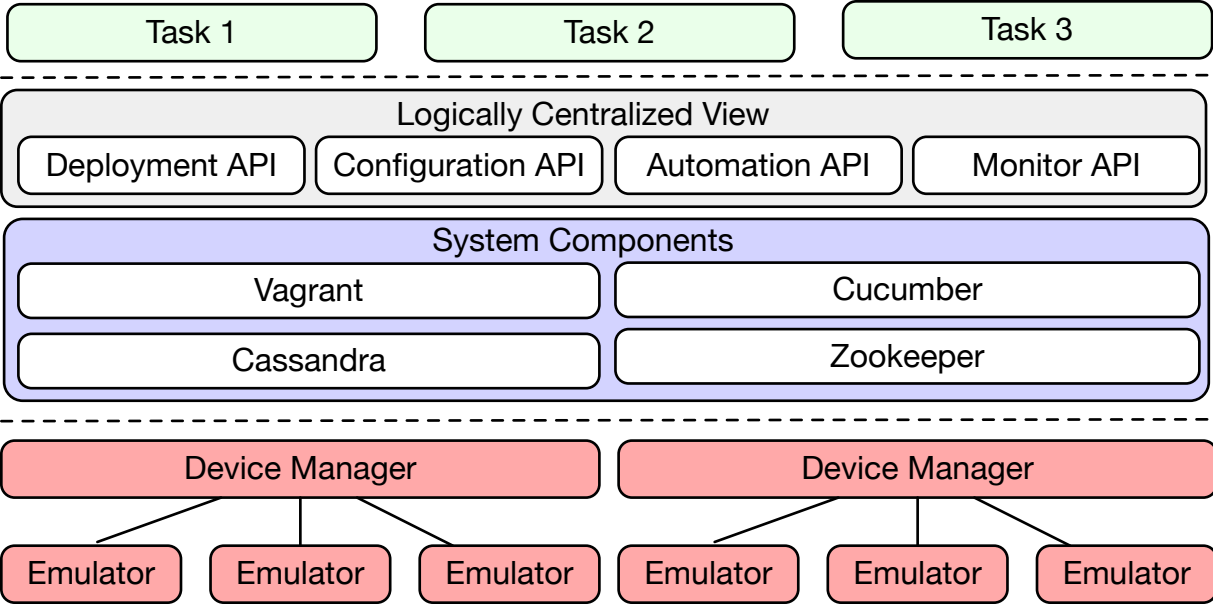 Task 1
Task 2
Task 3
Logically Centralized View
Deployment API
Configuration API
Automation API
Monitor API
System Components
Vagrant
Cucumber
Cassandra
Zookeeper
Device Manager
Device Manager
Emulator
Emulator
Emulator
Emulator
Emulator
Emulator